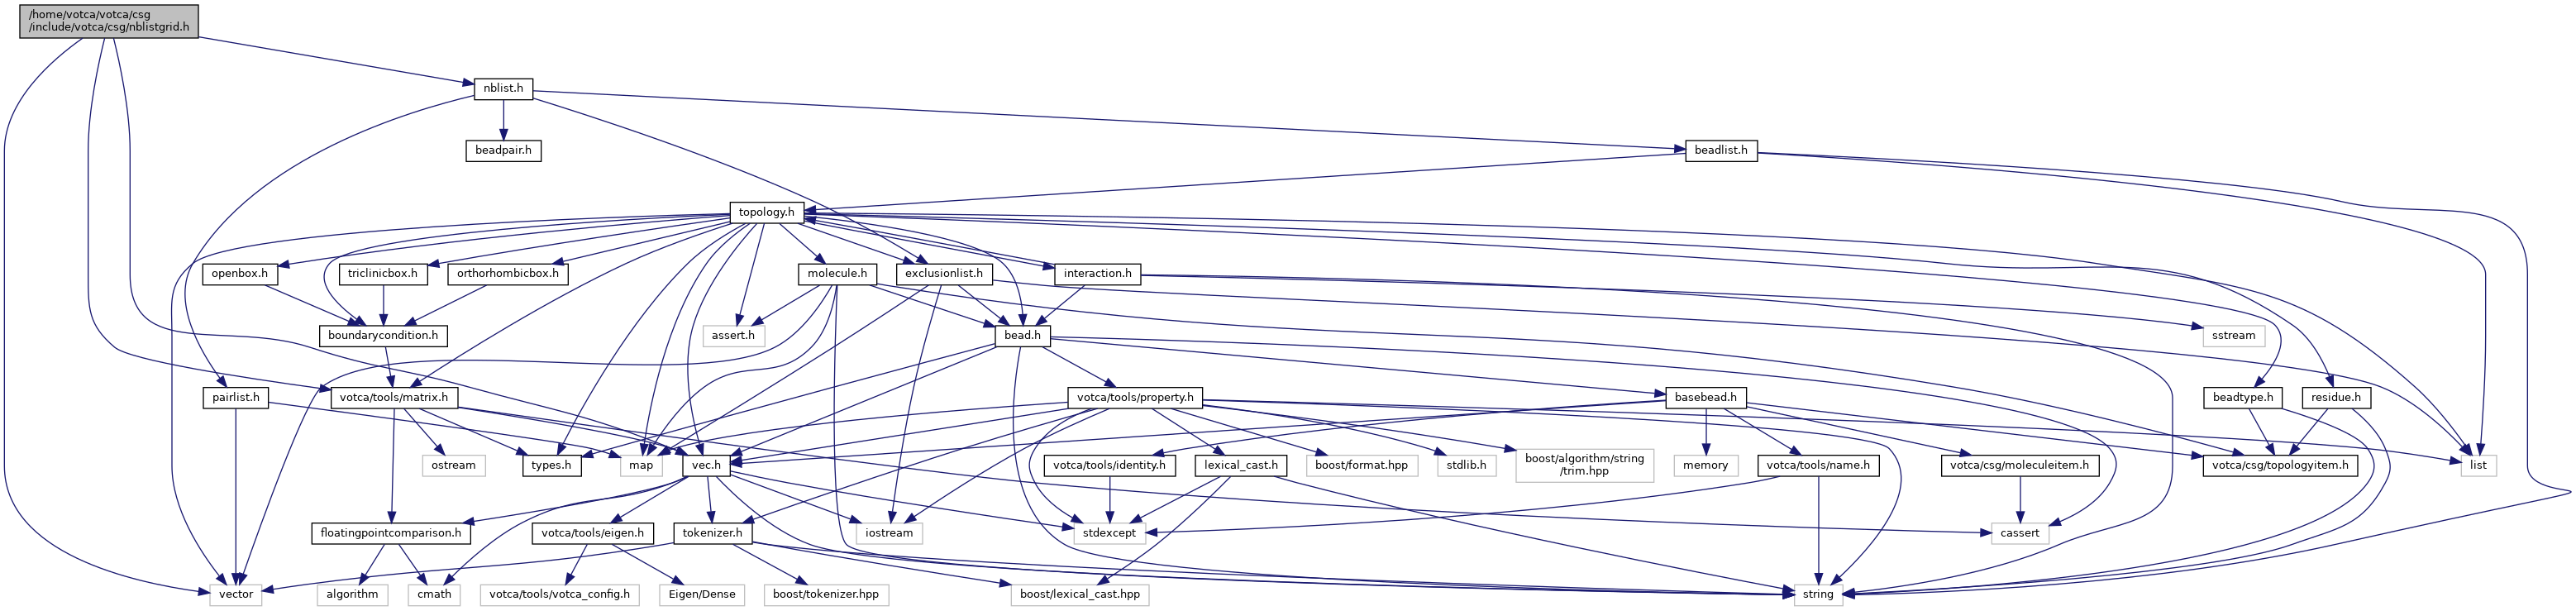 /home/votca/votca/csg
/include/votca/csg/nblistgrid.h
nblist.h
beadpair.h
beadlist.h
topology.h
openbox.h
triclinicbox.h
orthorhombicbox.h
molecule.h
exclusionlist.h
interaction.h
boundarycondition.h
assert.h
bead.h
sstream
pairlist.h
votca/tools/matrix.h
votca/tools/property.h
basebead.h
beadtype.h
residue.h
ostream
types.h
map
vec.h
votca/tools/identity.h
lexical_cast.h
boost/format.hpp
stdlib.h
boost/algorithm/string
/trim.hpp
memory
votca/tools/name.h
votca/csg/moleculeitem.h
votca/csg/topologyitem.h
list
floatingpointcomparison.h
votca/tools/eigen.h
tokenizer.h
iostream
stdexcept
cassert
vector
algorithm
cmath
votca/tools/votca_config.h
Eigen/Dense
boost/tokenizer.hpp
boost/lexical_cast.hpp
string